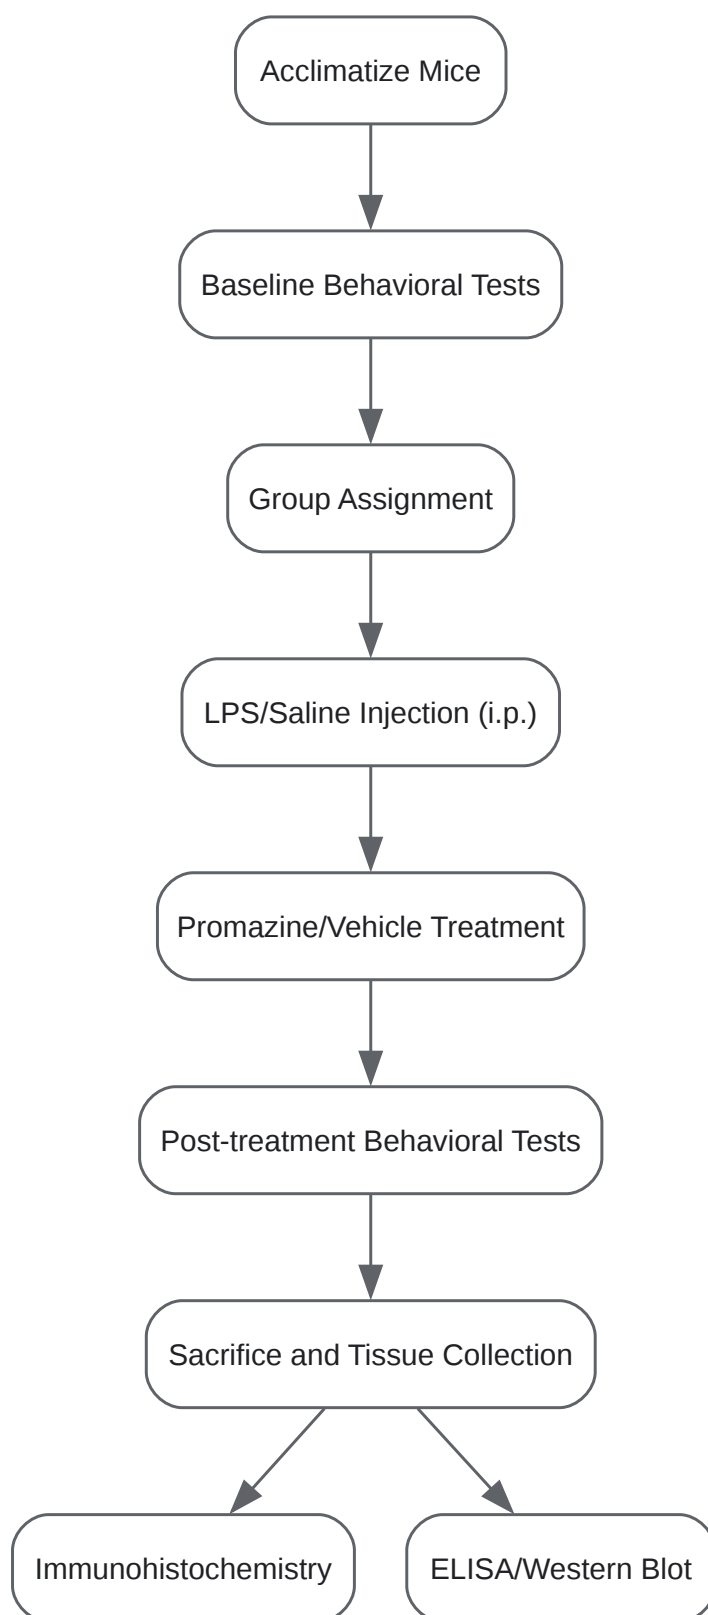 Acclimatize Mice
Baseline Behavioral Tests
Group Assignment
LPS/Saline Injection (i.p.)
Promazine/Vehicle Treatment
Post-treatment Behavioral Tests
Sacrifice and Tissue Collection
Immunohistochemistry
ELISA/Western Blot